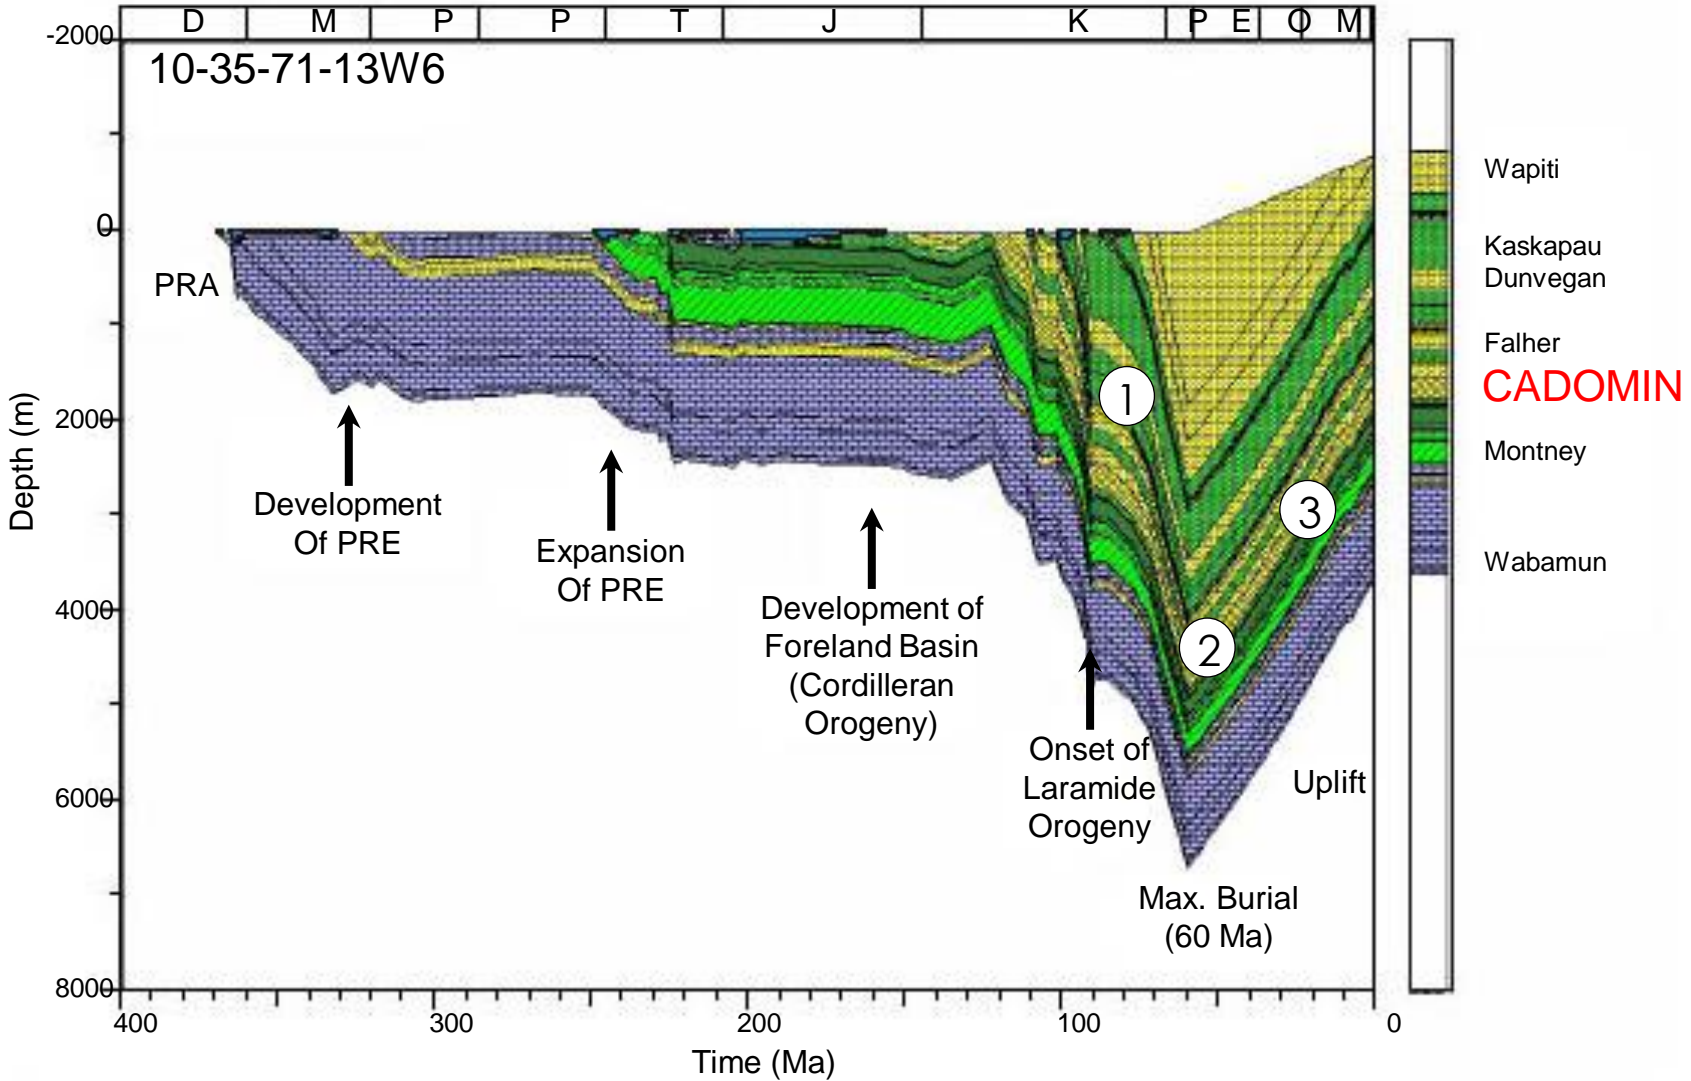 D M P P T J K P E O M
-2000
10-35-71-13W6
0
PRA
2000
4000
6000
8000
Depth (m)
Development
Of PRE
Expansion
Of PRE
Development of
Foreland Basin
(Cordilleran
Orogeny)
Onset of
Laramide
Orogeny
Uplift
Max. Burial
(60 Ma)
1
2
3
Wapiti
Kaskapau
Dunvegan
Falher
CADOMIN
Montney
Wabamun
400 300 200 100 0
Time (Ma)